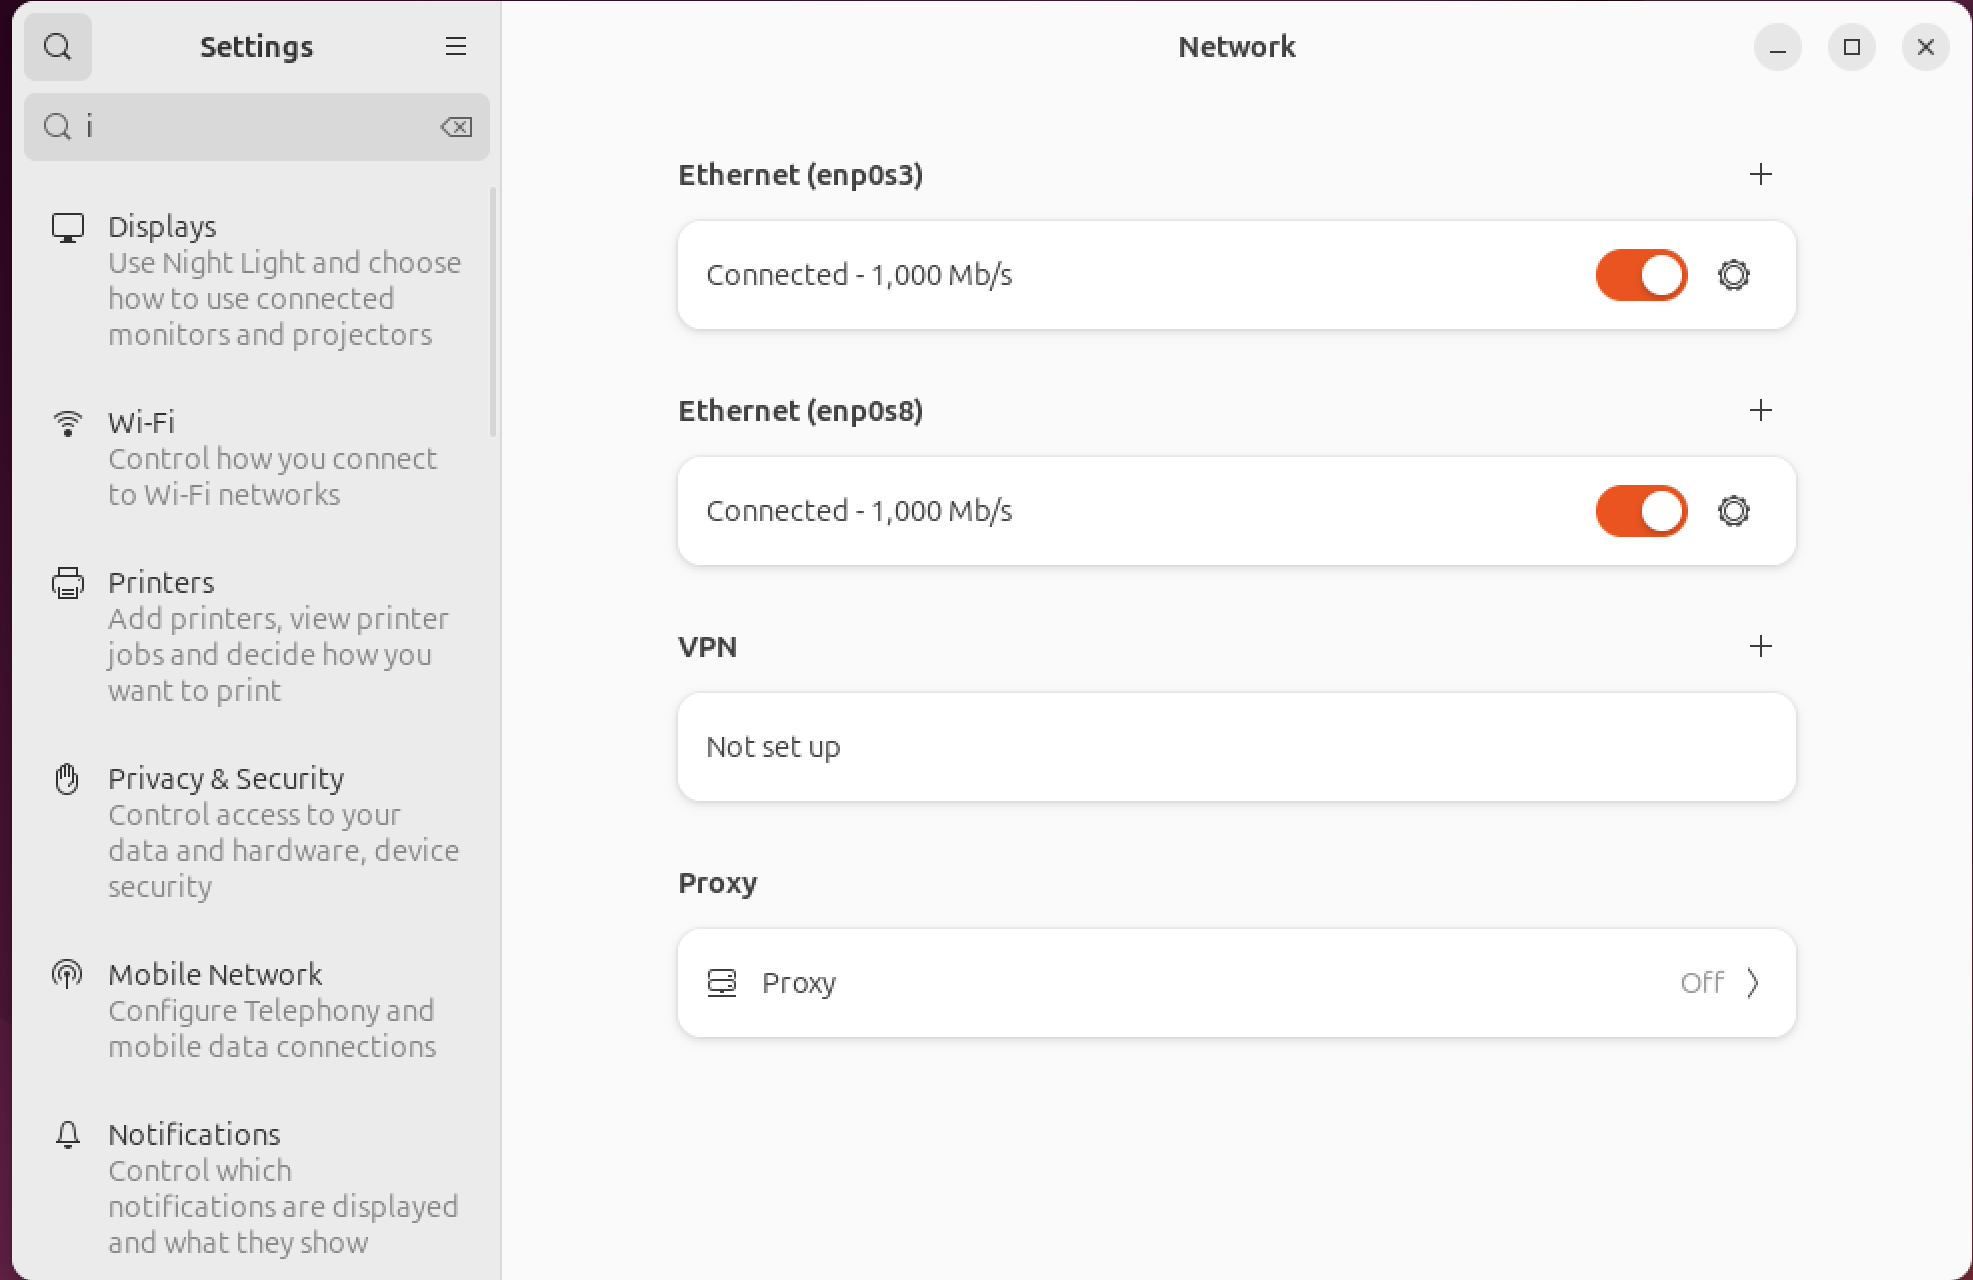 Settings
i
Displays
Use Night Light and choose
how to use connected
monitors and projectors
Wi-Fi
Control how you connect
to Wi-Fi networks
Printers
Add printers, view printer
jobs and decide how you
want to print
Privacy & Security
Control access to your
data and hardware, device
security
Mobile Network
Configure Telephony and
mobile data connections
Notifications
Control which
notifications are displayed
and what they show
Network
Ethernet (enp0s3)
Connected - 1,000 Mb/s
Ethernet (enp0s8)
Connected - 1,000 Mb/s
VPN
Not set up
Proxy
Proxy Off